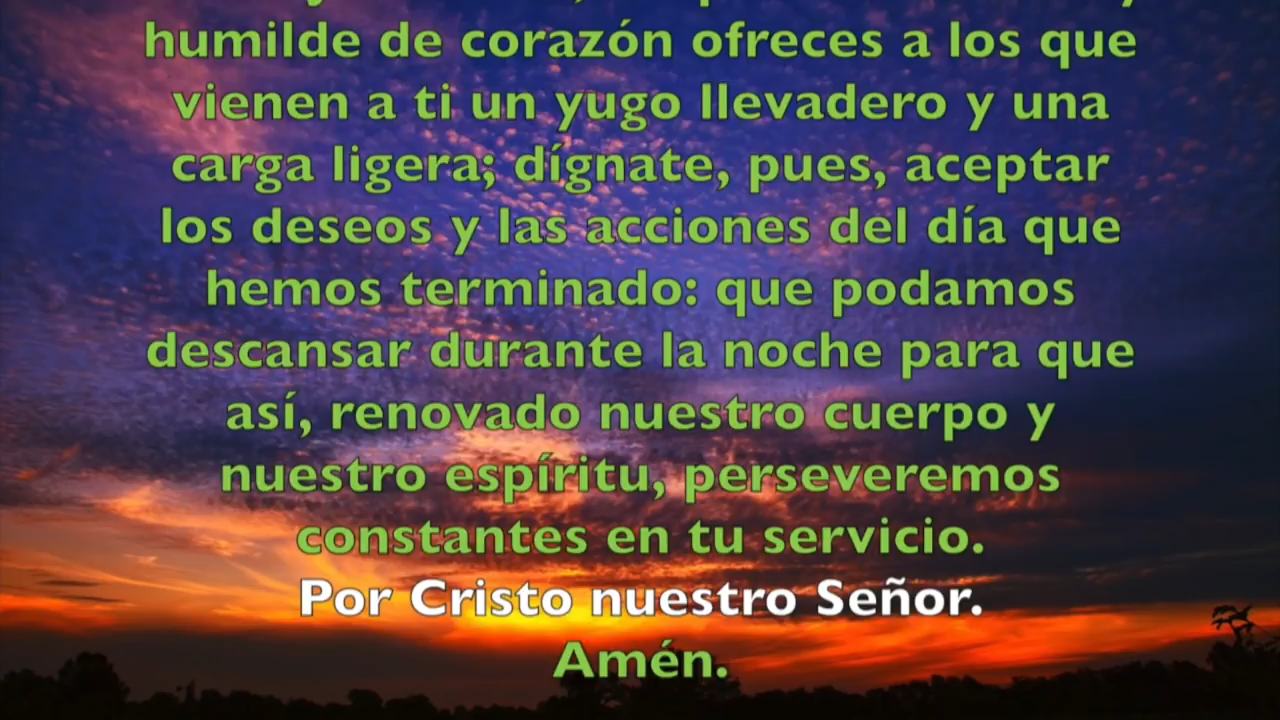 humilde de corazón ofreces a los que
vienen a ti un yugo llevadero y una
carga ligera; dígnate, pues, aceptar
los deseos y las acciones del día que
hemos terminado: que podamos
descansar durante la noche para que
así, renovado nuestro cuerpo y
nuestro espíritu, perseveremos
constantes en tu servicio.
Por Cristo nuestro Señor.
Amén.